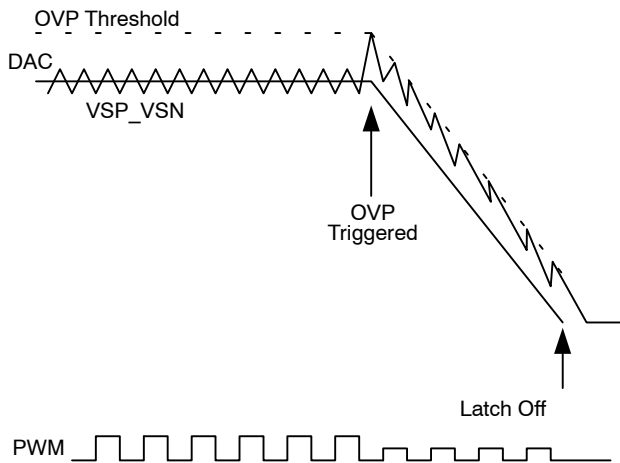 OVP Threshold
DAC
VSP_VSN
OVP
Triggered
Latch Off
PWM